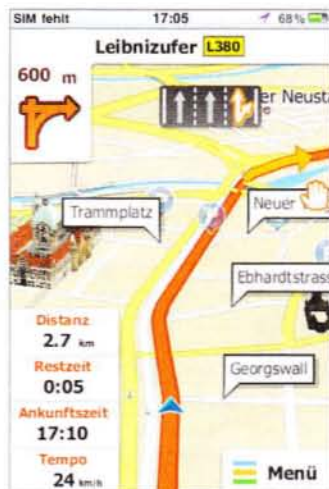 SIM fehlt 17:05 68%
Leibnizufer L380
600 m
er Neusta
Trammplatz
Neuer
Ebhardtstrass
Georgswall
Distanz
2.7 km
Restzeit
0:05
Ankunftszeit
17:10
Tempo
24 km/h
Menü